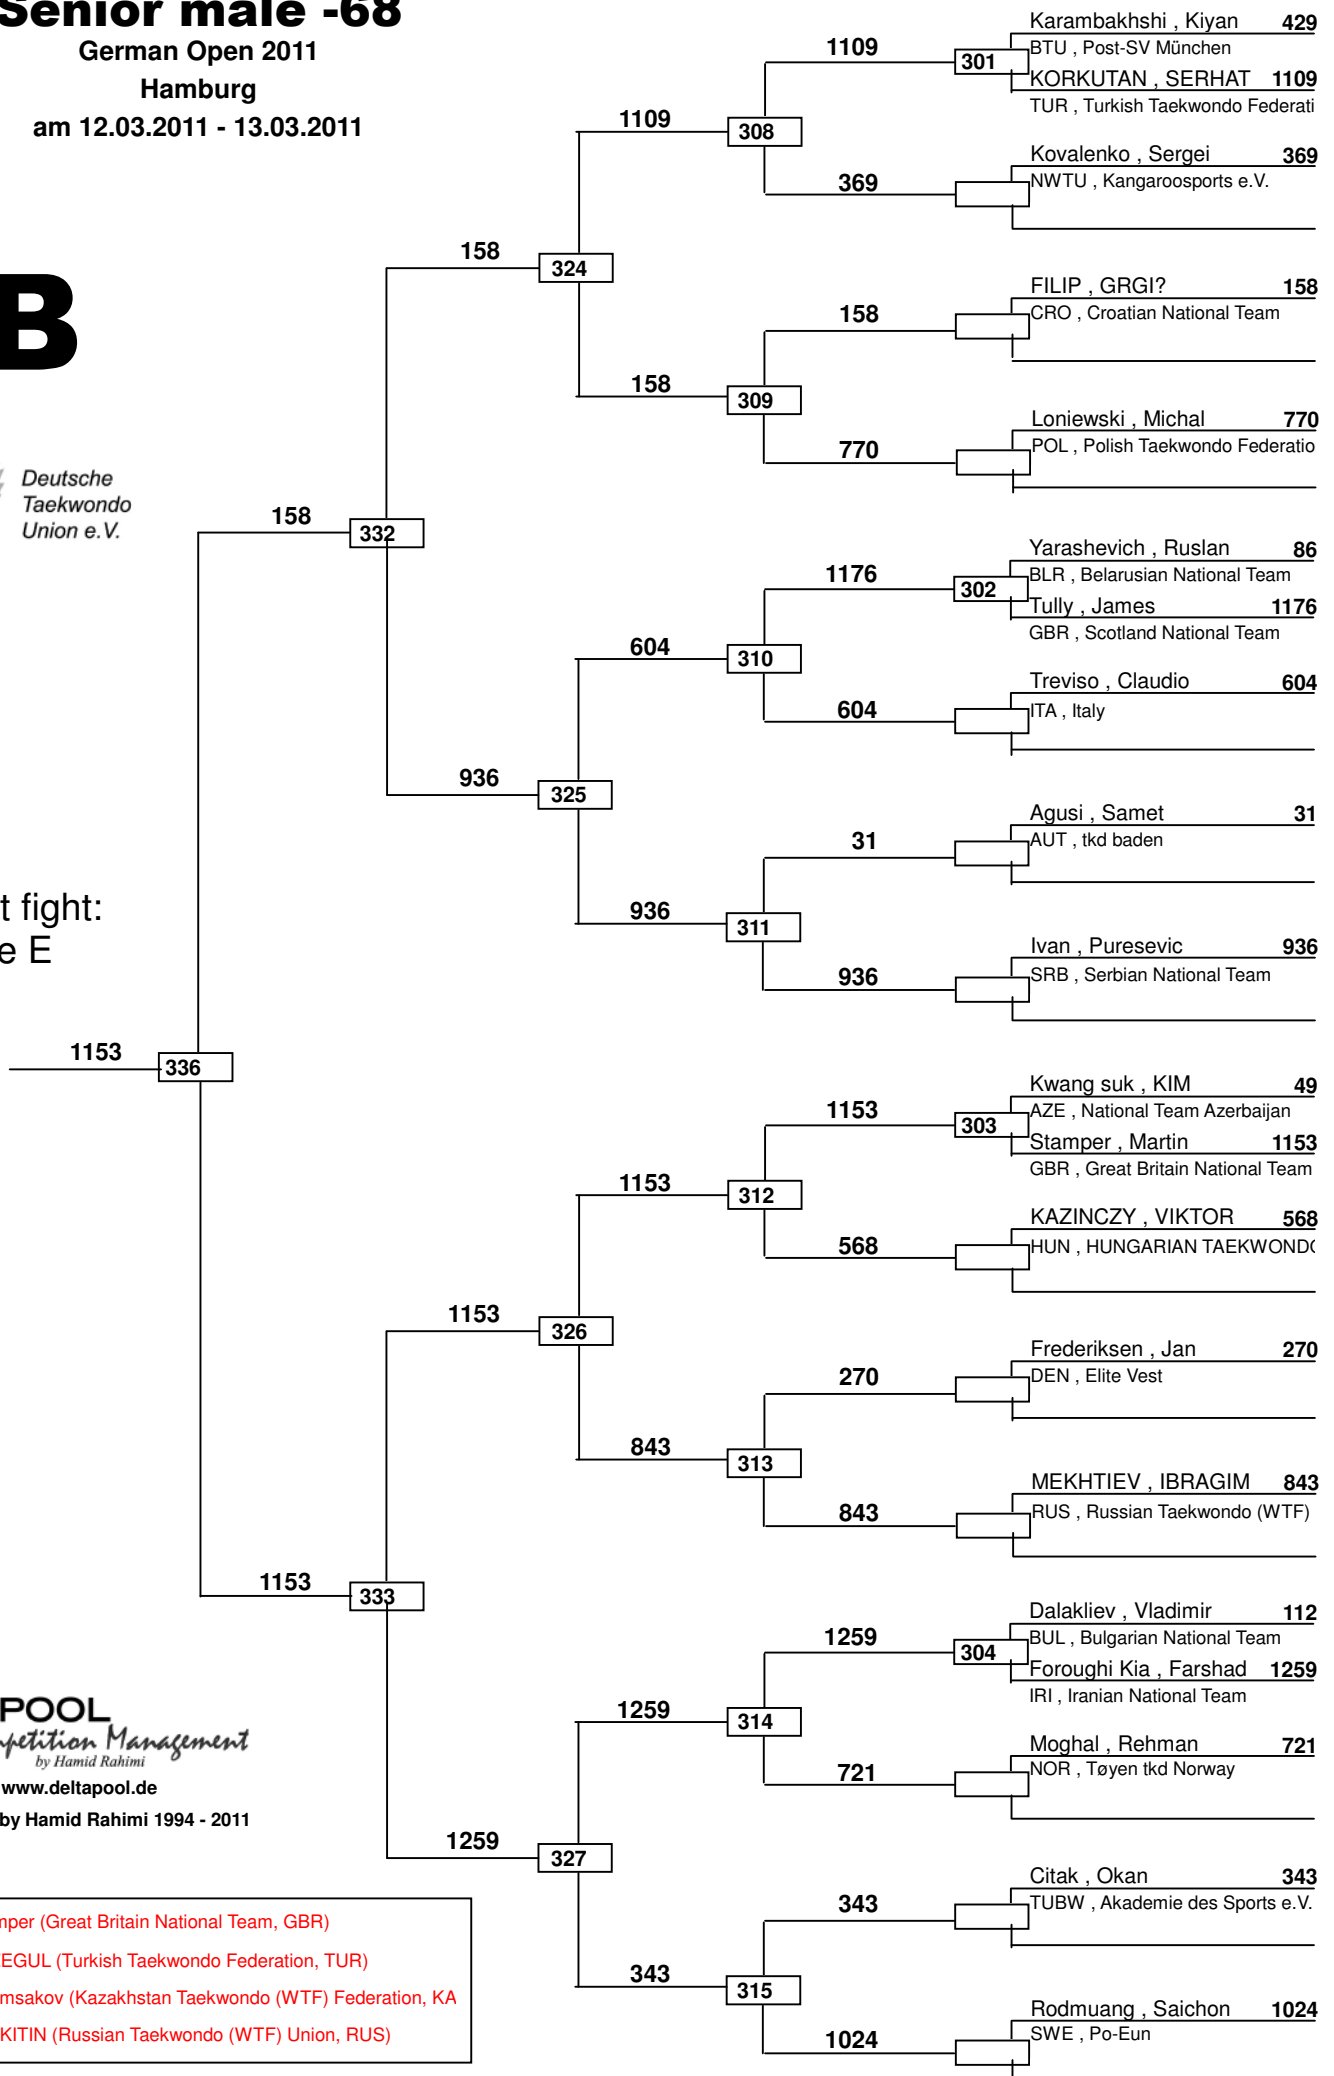 Senior male -68
German Open 2011
Hamburg
am 12.03.2011 - 13.03.2011
B
Deutsche
Taekwondo
Union e.V.
t fight:
e E
Karambakhshi , Kiyan 429
BTU , Post-SV München
1109
301
KORKUTAN , SERHAT 1109
TUR , Turkish Taekwondo Federati
1109
308
Kovalenko , Sergei 369
NWTU , Kangaroosports e.V.
369
158
324
FILIP , GRGI? 158
CRO , Croatian National Team
158
158
309
Loniewski , Michal 770
POL , Polish Taekwondo Federatio
770
158
332
Yarashevich , Ruslan 86
BLR , Belarusian National Team
1176
302
Tully , James 1176
GBR , Scotland National Team
604
310
Treviso , Claudio 604
ITA , Italy
604
936
325
Agusi , Samet 31
AUT , tkd baden
31
936
311
Ivan , Puresevic 936
SRB , Serbian National Team
936
1153
336
Kwang suk , KIM 49
AZE , National Team Azerbaijan
1153
303
Stamper , Martin 1153
GBR , Great Britain National Team
1153
312
KAZINCZY , VIKTOR 568
HUN , HUNGARIAN TAEKWONDO
568
1153
326
Frederiksen , Jan 270
DEN , Elite Vest
270
843
313
MEKHTIEV , IBRAGIM 843
RUS , Russian Taekwondo (WTF)
843
1153
333
Dalakliev , Vladimir 112
BUL , Bulgarian National Team
1259
304
Foroughi Kia , Farshad 1259
IRI , Iranian National Team
1259
314
Moghal , Rehman 721
NOR , Tøyen tkd Norway
721
1259
327
Citak , Okan 343
TUBW , Akademie des Sports e.V.
343
343
315
Rodmuang , Saichon 1024
SWE , Po-Eun
1024
POOL
mpetition Management
by Hamid Rahimi
www.deltapool.de
by Hamid Rahimi 1994 - 2011
mper (Great Britain National Team, GBR)
EGUL (Turkish Taekwondo Federation, TUR)
msakov (Kazakhstan Taekwondo (WTF) Federation, KA
KITIN (Russian Taekwondo (WTF) Union, RUS)